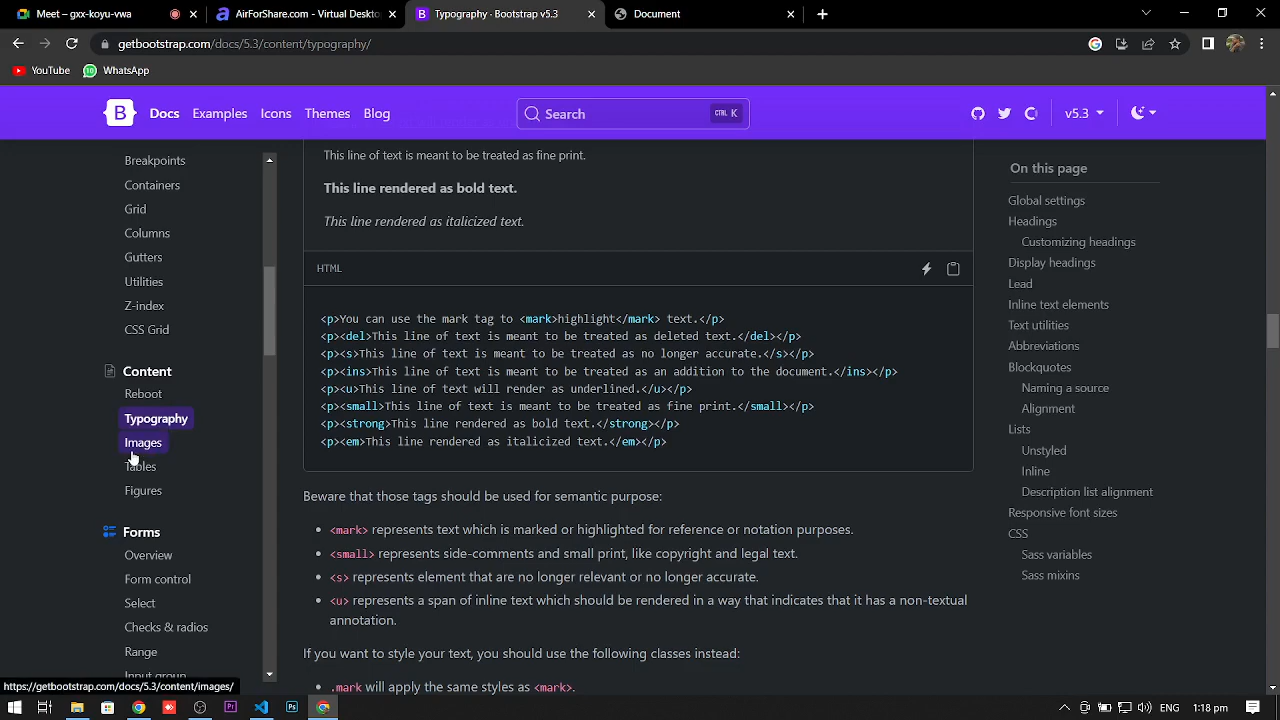 Meet – gxx-koyu-vwa
AirForShare.com - Virtual Deskto
Typography · Bootstrap v5.3
Document
getbootstrap.com/docs/5.3/content/typography/
YouTube
WhatsApp
B
Docs
Examples
Icons
Themes
Blog
Search
CTRL K
v5.3
Breakpoints
Containers
Grid
Columns
Gutters
Utilities
Z-index
CSS Grid
Content
Reboot
Typography
Images
Tables
Figures
Forms
Overview
Form control
Select
Checks & radios
Range
Input group
This line of text is meant to be treated as fine print.
This line rendered as bold text.
This line rendered as italicized text.
HTML
<p>You can use the mark tag to <mark>highlight</mark> text.</p>
<p><del>This line of text is meant to be treated as deleted text.</del></p>
<p><s>This line of text is meant to be treated as no longer accurate.</s></p>
<p><ins>This line of text is meant to be treated as an addition to the document.</ins></p>
<p><u>This line of text will render as underlined.</u></p>
<p><small>This line of text is meant to be treated as fine print.</small></p>
<p><strong>This line rendered as bold text.</strong></p>
<p><em>This line rendered as italicized text.</em></p>
Beware that those tags should be used for semantic purpose:
<mark> represents text which is marked or highlighted for reference or notation purposes.
<small> represents side-comments and small print, like copyright and legal text.
<s> represents element that are no longer relevant or no longer accurate.
<u> represents a span of inline text which should be rendered in a way that indicates that it has a non-textual
annotation.
If you want to style your text, you should use the following classes instead:
.mark will apply the same styles as <mark>.
On this page
Global settings
Headings
Customizing headings
Display headings
Lead
Inline text elements
Text utilities
Abbreviations
Blockquotes
Naming a source
Alignment
Lists
Unstyled
Inline
Description list alignment
Responsive font sizes
CSS
Sass variables
Sass mixins
https://getbootstrap.com/docs/5.3/content/images/
Pr
Ps
ENG
1:18 pm